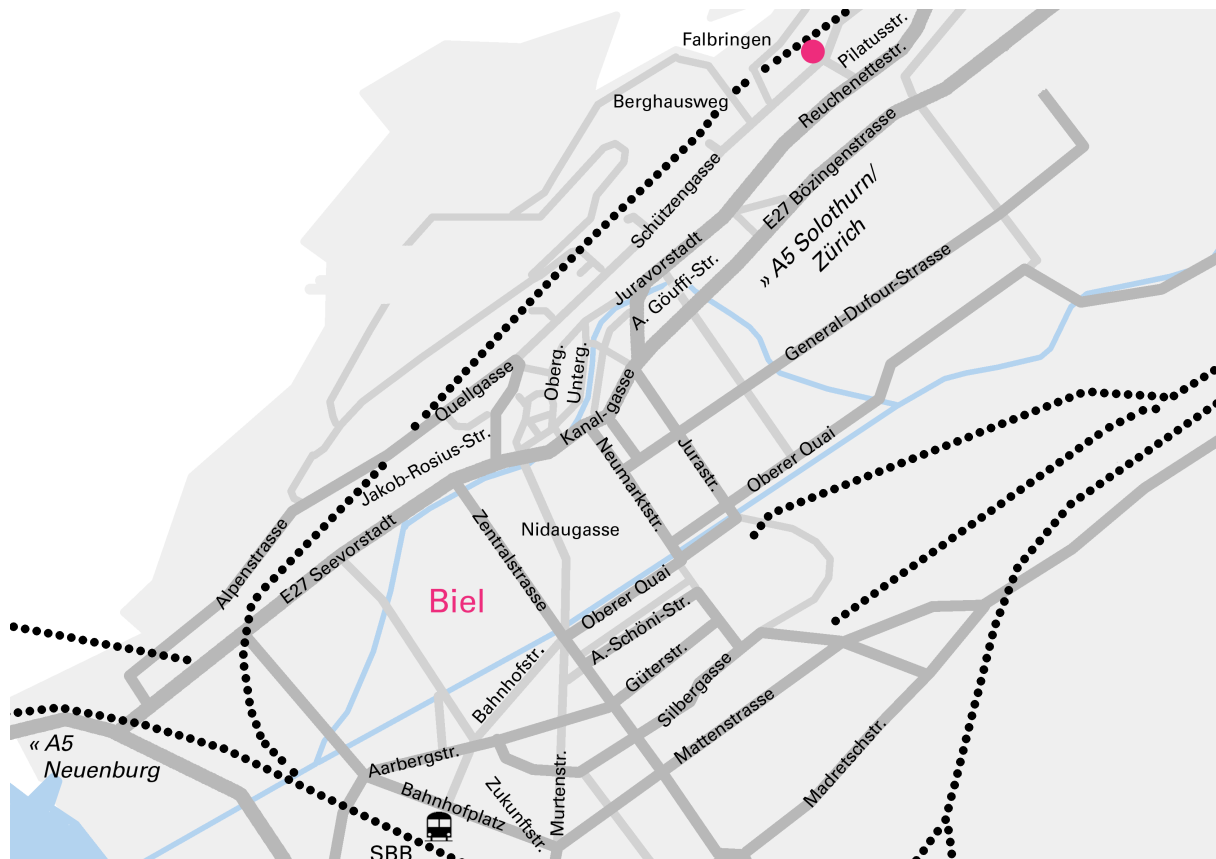 Falbringen
Pilatusstr.
Reuchenettestr.
Berghausweg
E27 Bözingenstrasse
Schützengasse
» A5 Solothurn/
Zürich
Juravorstadt
A. Göuffi-Str.
General-Dufour-Strasse
Oberg.
Unterg.
Quellgasse
Kanal-gasse
Jakob-Rosius-Str.
Neumarktstr.
Jurastr.
Oberer Quai
Nidaugasse
Zentralstrasse
E27 Seevorstadt
Alpenstrasse
Biel
Oberer Quai
A.-Schöni-Str.
Güterstr.
Bahnhofstr.
Silbergasse
Mattenstrasse
Madretschstr.
« A5
Neuenburg
Aarbergstr.
Bahnhofplatz
Zukunftstr.
Murtenstr.
SBB